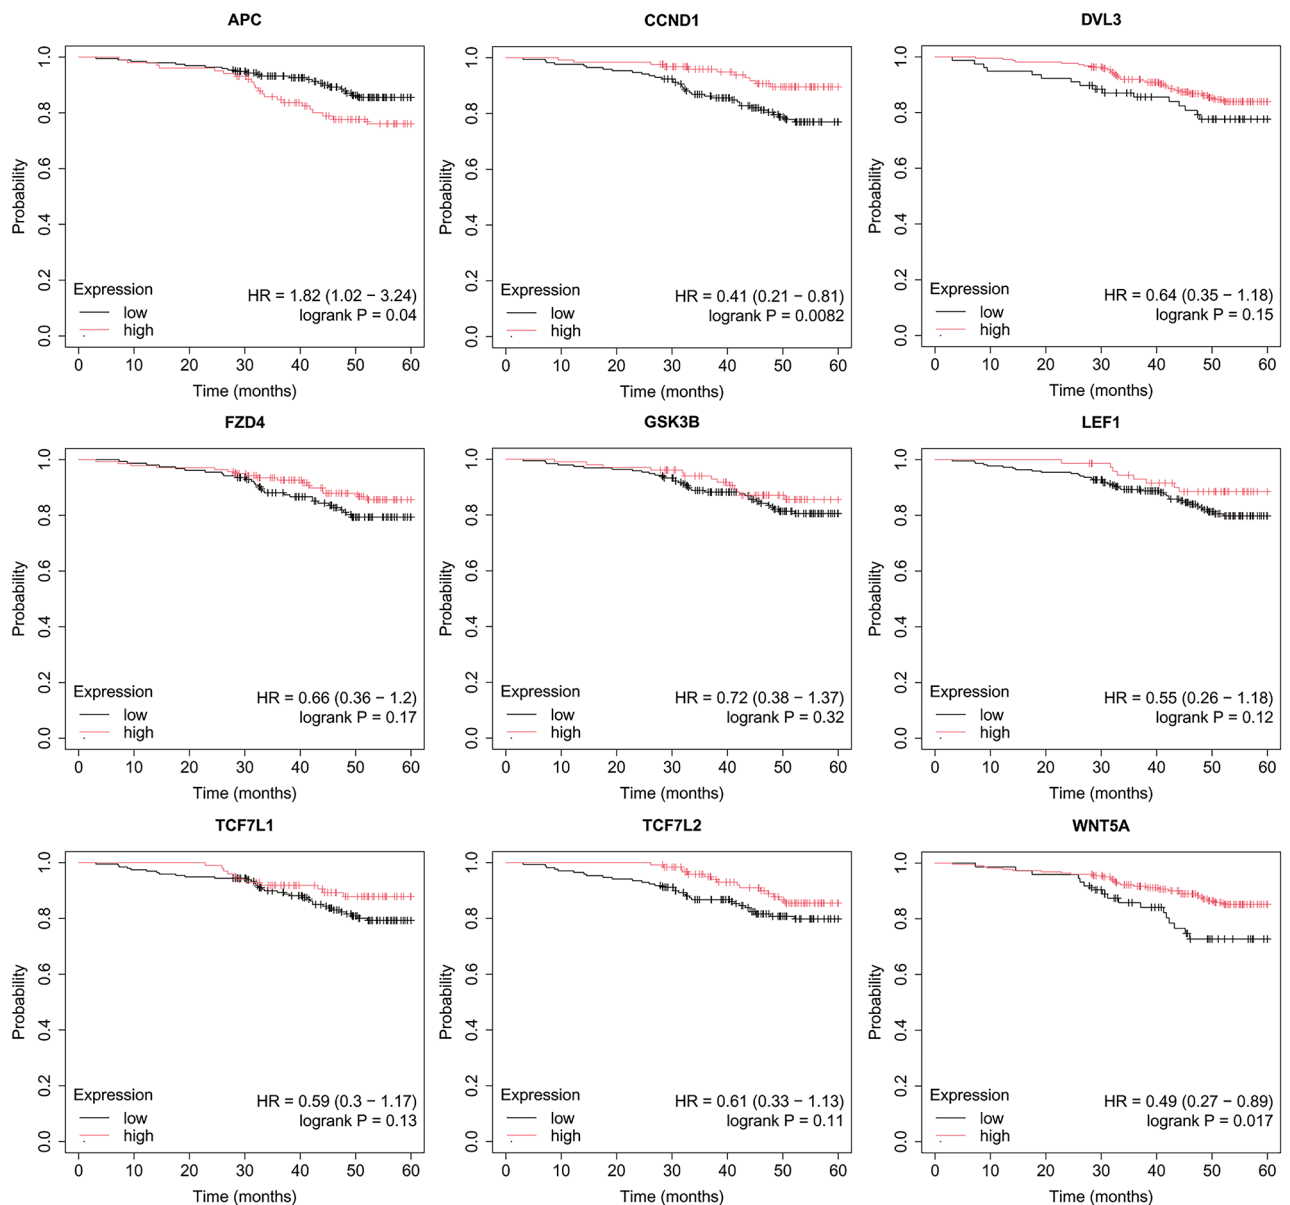 APC
Probability
1.0
0.8
0.6
0.4
0.2
0.0
Expression
low
high
HR = 1.82 (1.02 − 3.24)
logrank P = 0.04
0 10 20 30 40 50 60
Time (months)
CCND1
Probability
1.0
0.8
0.6
0.4
0.2
0.0
Expression
low
high
HR = 0.41 (0.21 − 0.81)
logrank P = 0.0082
0 10 20 30 40 50 60
Time (months)
DVL3
Probability
1.0
0.8
0.6
0.4
0.2
0.0
Expression
low
high
HR = 0.64 (0.35 − 1.18)
logrank P = 0.15
0 10 20 30 40 50 60
Time (months)
FZD4
Probability
1.0
0.8
0.6
0.4
0.2
0.0
Expression
low
high
HR = 0.66 (0.36 − 1.2)
logrank P = 0.17
0 10 20 30 40 50 60
Time (months)
GSK3B
Probability
1.0
0.8
0.6
0.4
0.2
0.0
Expression
low
high
HR = 0.72 (0.38 − 1.37)
logrank P = 0.32
0 10 20 30 40 50 60
Time (months)
LEF1
Probability
1.0
0.8
0.6
0.4
0.2
0.0
Expression
low
high
HR = 0.55 (0.26 − 1.18)
logrank P = 0.12
0 10 20 30 40 50 60
Time (months)
TCF7L1
Probability
1.0
0.8
0.6
0.4
0.2
0.0
Expression
low
high
HR = 0.59 (0.3 − 1.17)
logrank P = 0.13
0 10 20 30 40 50 60
Time (months)
TCF7L2
Probability
1.0
0.8
0.6
0.4
0.2
0.0
Expression
low
high
HR = 0.61 (0.33 − 1.13)
logrank P = 0.11
0 10 20 30 40 50 60
Time (months)
WNT5A
Probability
1.0
0.8
0.6
0.4
0.2
0.0
Expression
low
high
HR = 0.49 (0.27 − 0.89)
logrank P = 0.017
0 10 20 30 40 50 60
Time (months)